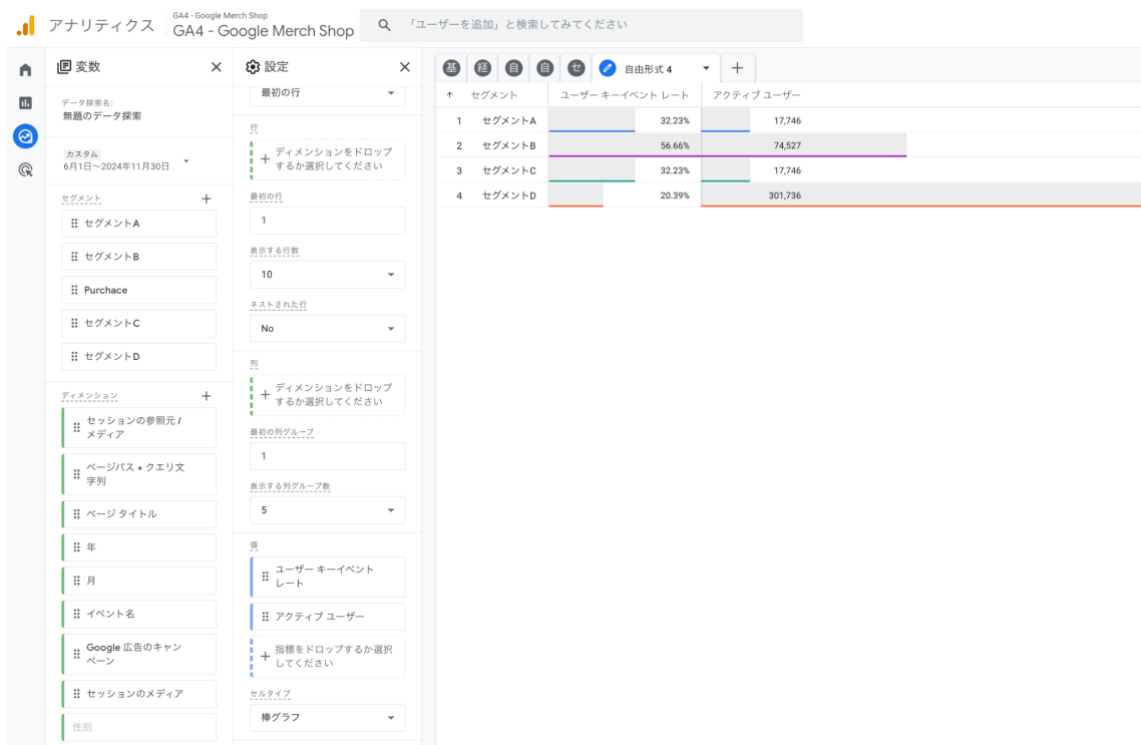 アナリティクス
GA4 - Google Merch Shop
GA4 - Google Merch Shop
「ユーザーを追加」と検索してみてください
変数
データ探索名:
無題のデータ探索
カスタム
6月1日～2024年11月30日
セグメント
セグメントA
セグメントB
Purchace
セグメントC
セグメントD
ディメンション
セッションの参照元 /
メディア
ページパス + クエリ文
字列
ページ タイトル
年
月
イベント名
Google 広告のキャン
ペーン
セッションのメディア
性別
設定
最初の行
行
ディメンションをドロップ
するか選択してください
最初の行
1
表示する行数
10
ネストされた行
No
列
ディメンションをドロップ
するか選択してください
最初の列グループ
1
表示する列グループ数
5
値
ユーザー キーイベント
レート
アクティブ ユーザー
指標をドロップするか選択
してください
セルタイプ
棒グラフ
基 経 自 自 セ 自由形式 4
セグメント ユーザー キーイベント レート アクティブ ユーザー
1 セグメントA 32.23% 17,746
2 セグメントB 56.66% 74,527
3 セグメントC 32.23% 17,746
4 セグメントD 20.39% 301,736